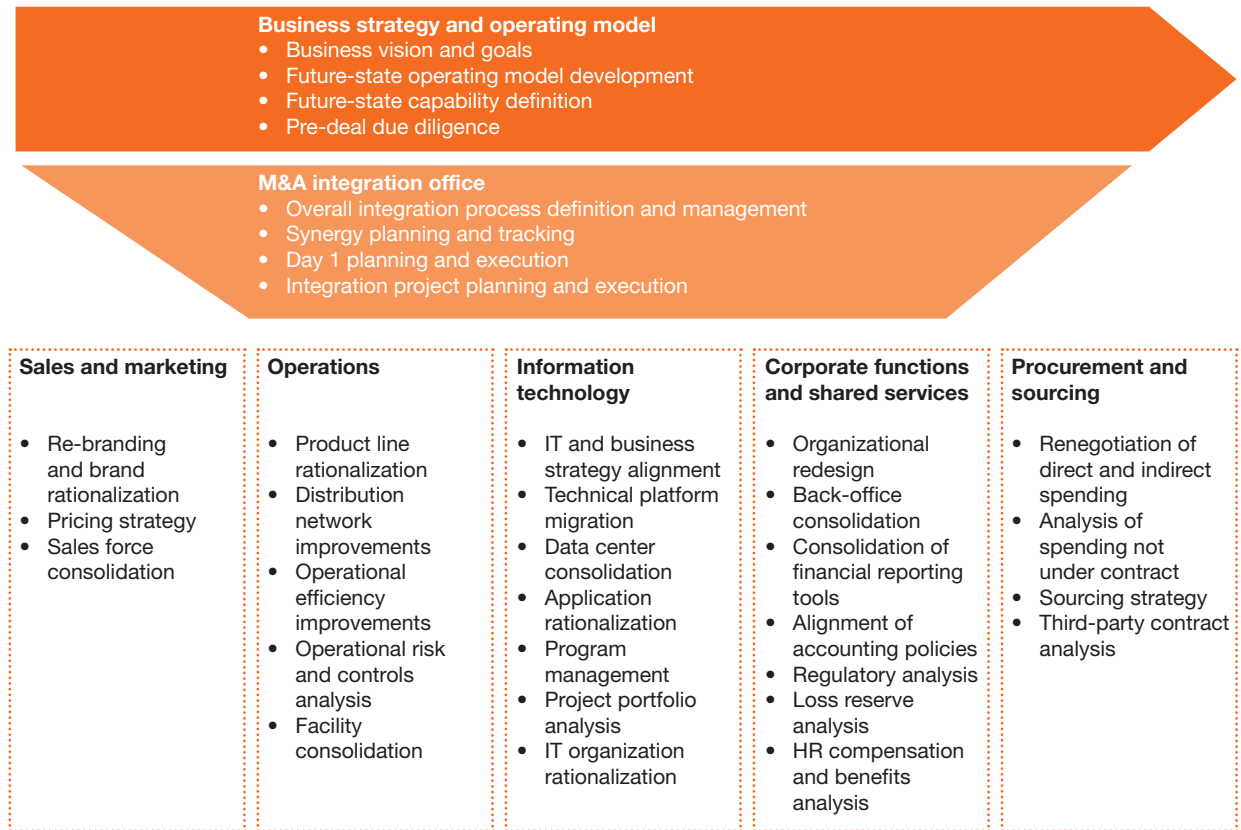 Business strategy and operating model
• Business vision and goals
• Future-state operating model development
• Future-state capability definition
• Pre-deal due diligence
M&A integration office
• Overall integration process definition and management
• Synergy planning and tracking
• Day 1 planning and execution
• Integration project planning and execution
Sales and marketing
• Re-branding
and brand
rationalization
• Pricing strategy
• Sales force
consolidation
Operations
• Product line
rationalization
• Distribution
network
improvements
• Operational
efficiency
improvements
• Operational risk
and controls
analysis
• Facility
consolidation
Information
technology
• IT and business
strategy alignment
• Technical platform
migration
• Data center
consolidation
• Application
rationalization
• Program
management
• Project portfolio
analysis
• IT organization
rationalization
Corporate functions
and shared services
• Organizational
redesign
• Back-office
consolidation
• Consolidation of
financial reporting
tools
• Alignment of
accounting policies
• Regulatory analysis
• Loss reserve
analysis
• HR compensation
and benefits
analysis
Procurement and
sourcing
• Renegotiation of
direct and indirect
spending
• Analysis of
spending not
under contract
• Sourcing strategy
• Third-party contract
analysis